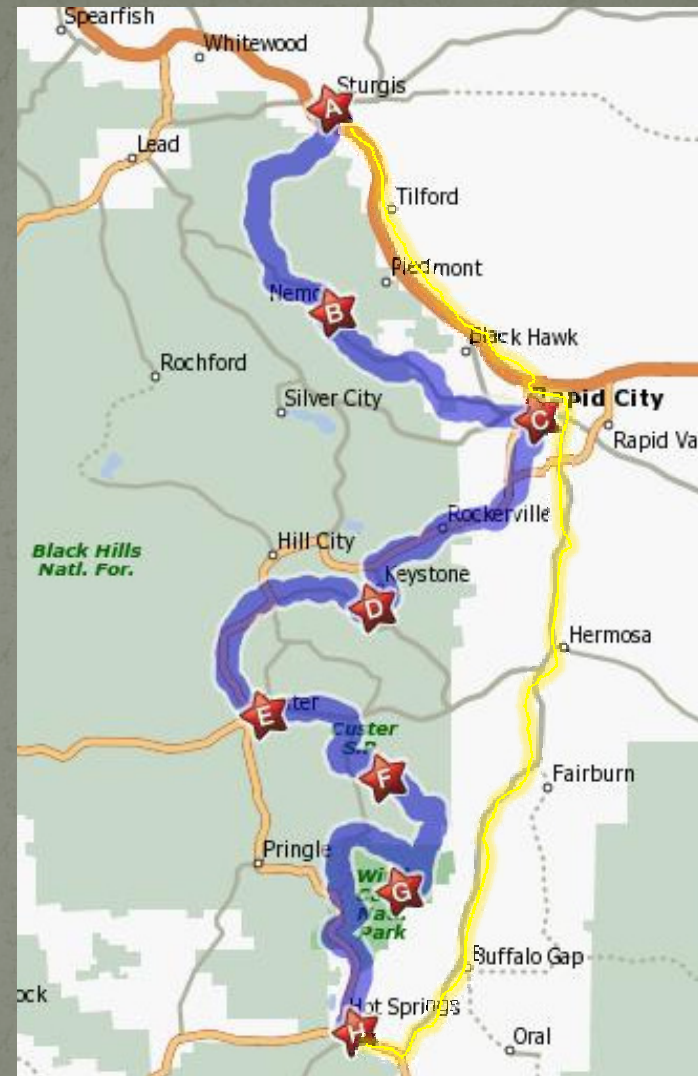 Spearfish
Whitewood
Sturgis
A
Lead
Tilford
Piedmont
B
Black Hawk
Rochford
Silver City
Rapid City
C
Rapid Va
Rockerville
Hill City
Black Hills
Natl. For.
Keystone
D
Hermosa
E
Custer
S.P.
F
Fairburn
Pringle
G
Park
Buffalo Gap
Hot Springs
H
Oral